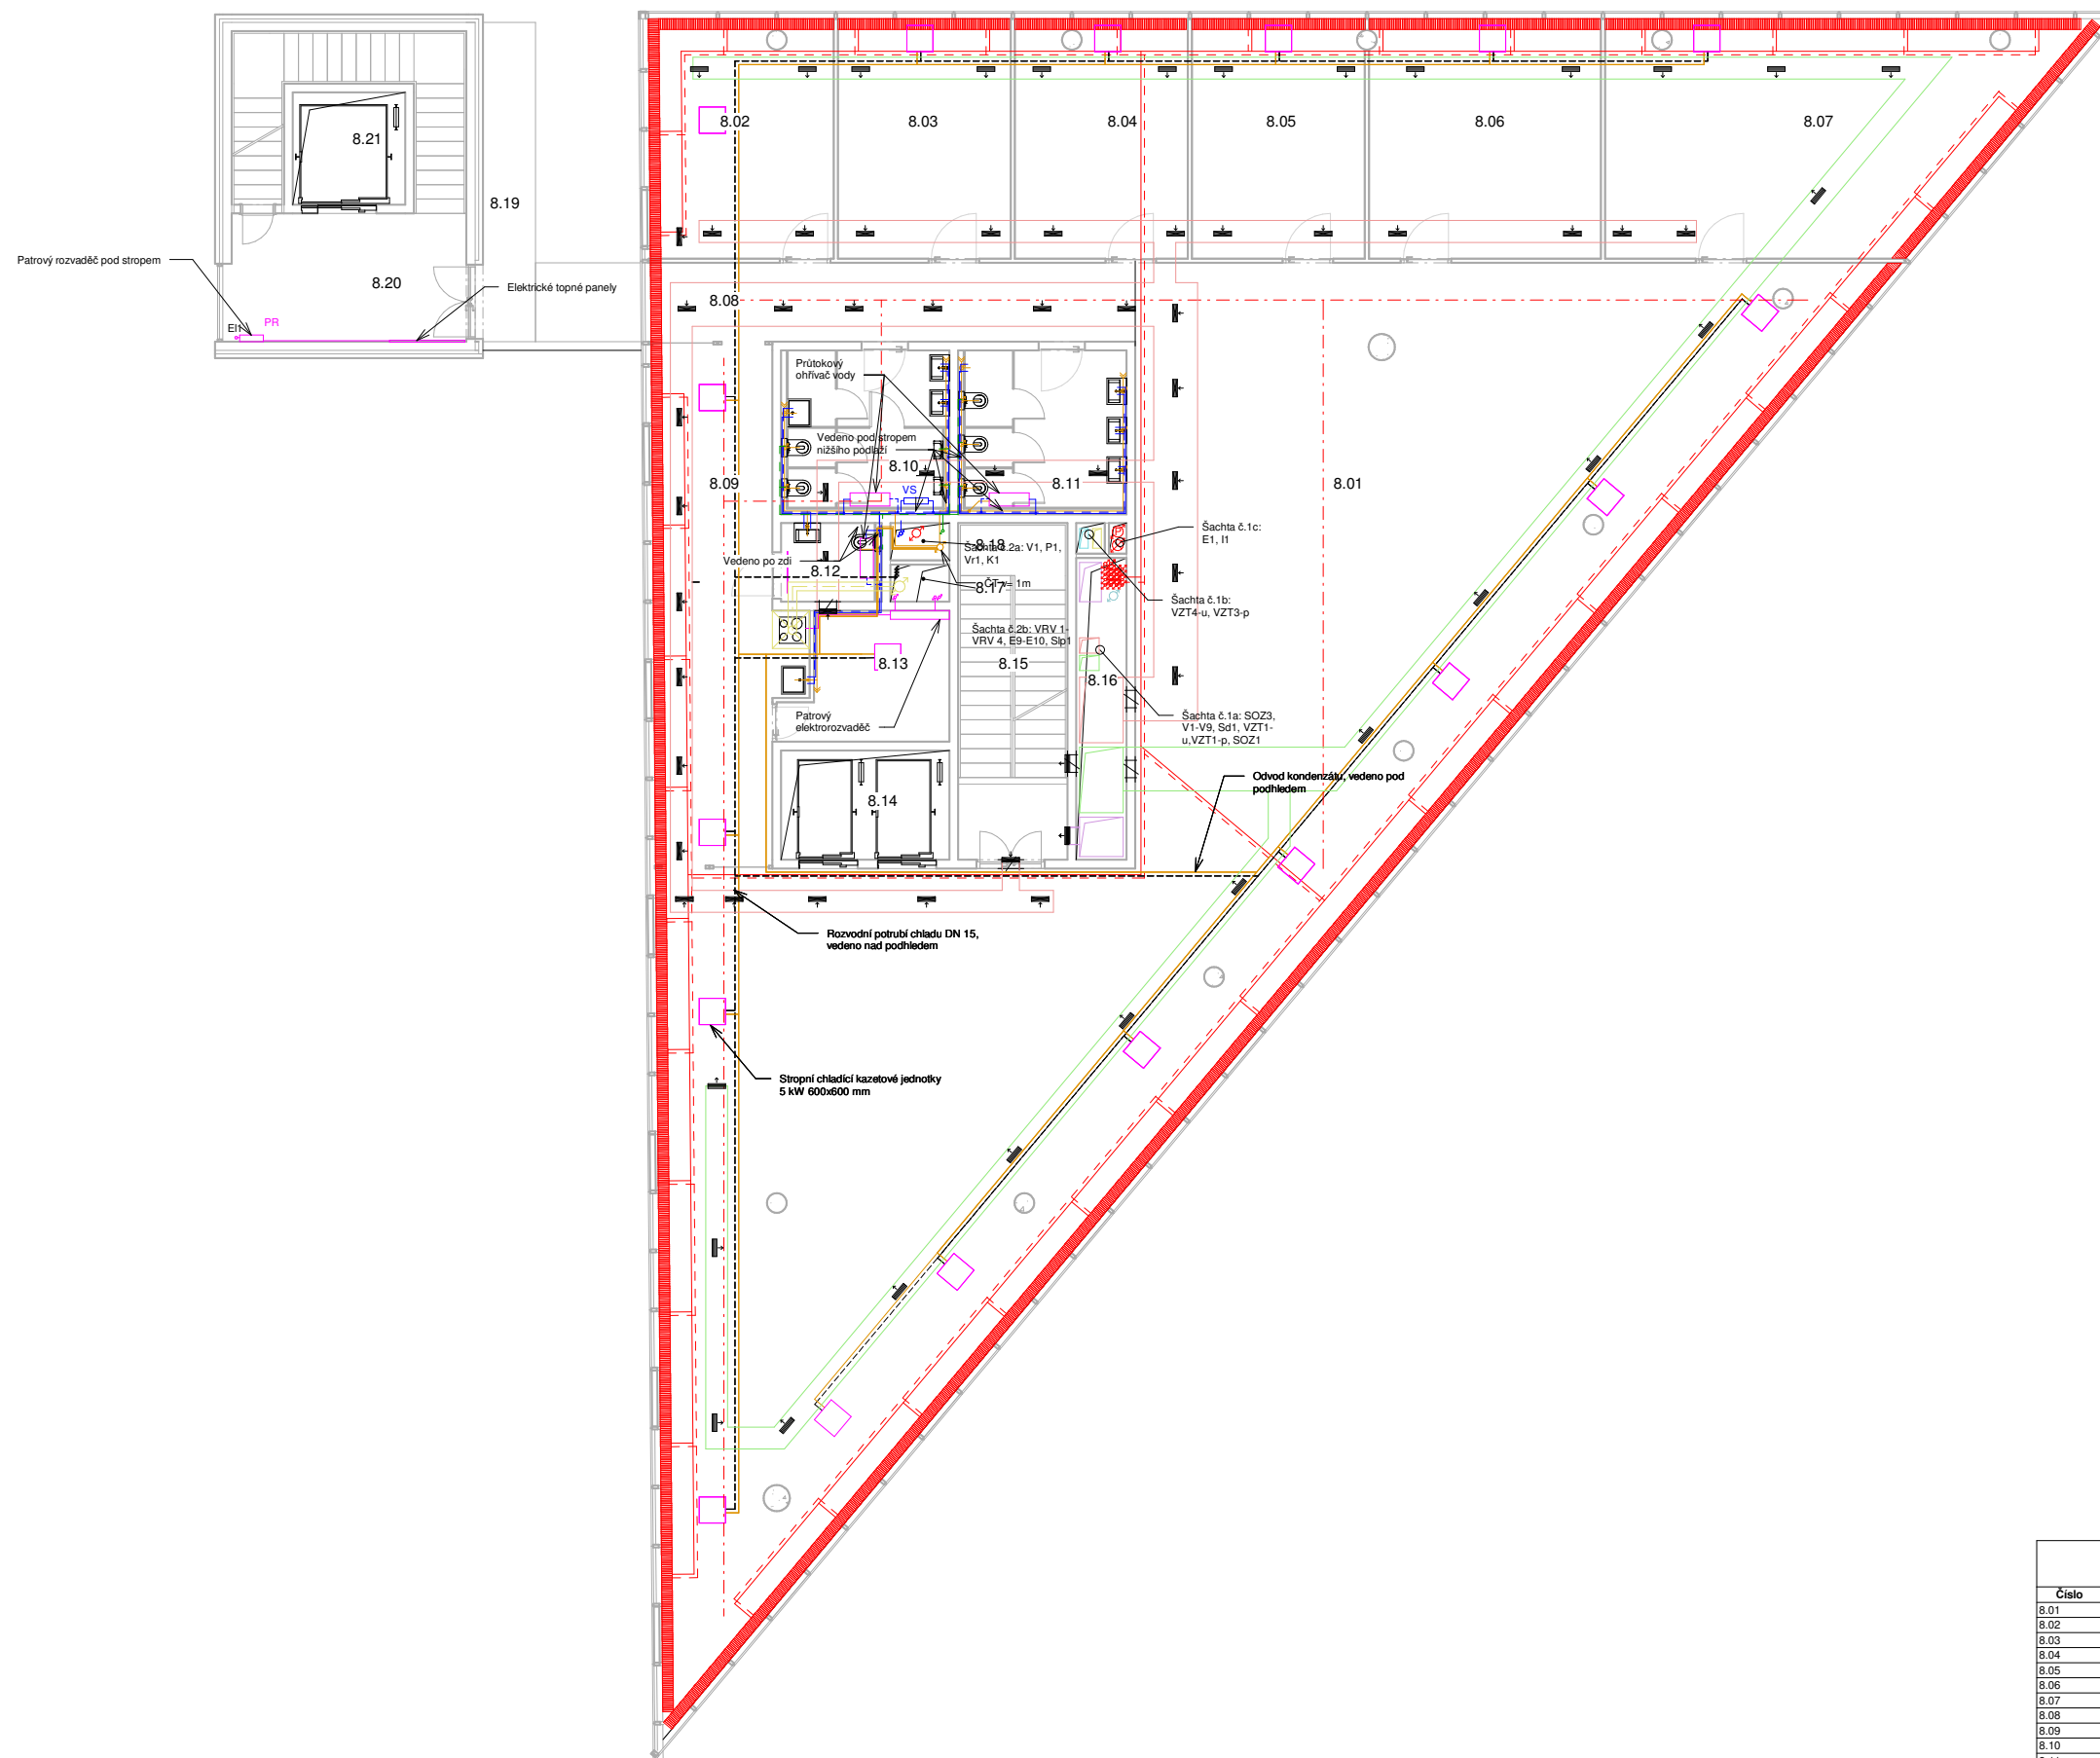 8.02
8.03
8.04
8.05
8.06
8.07
8.21
8.19
Patrový rozvaděč pod stropem
8.20
Elektrické topné panely
PR
8.08
Průtokový
ohřívač vody
Vedeno pod stropem
nižšího podlaží
8.10
8.09
VS
8.11
8.01
Šachta č.1c:
E1, I1
8.18
Šachta č.2a: V1, P1,
Vr1, K1
Vedeno po zdi
8.12
8.17
= 1m
Šachta č.1b:
VZT4-u, VZT3-p
Šachta č.2b: VRV 1-
VRV 4, E9-E10, Slp1
8.13
8.15
8.16
Patrový
elektrorozvaděč
Šachta č.1a: SOZ3,
V1-V9, Sd1, VZT1-
u,VZT1-p, SOZ1
Odvod kondenzátu, vedeno pod
podhledem
8.14
Rozvodní potrubí chladu DN 15,
vedeno nad podhledem
Stropní chladící kazetové jednotky
5 kW 600x600 mm
Číslo
8.01
8.02
8.03
8.04
8.05
8.06
8.07
8.08
8.09
8.10